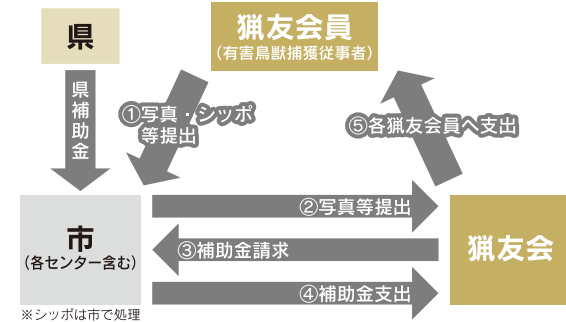 県
猟友会員
（有害鳥獣捕獲従事者）
県補助金
①写真・シッポ
等提出
⑤各猟友会員へ支出
②写真等提出
市
（各センター含む）
③補助金請求
猟友会
④補助金支出
※シッポは市で処理